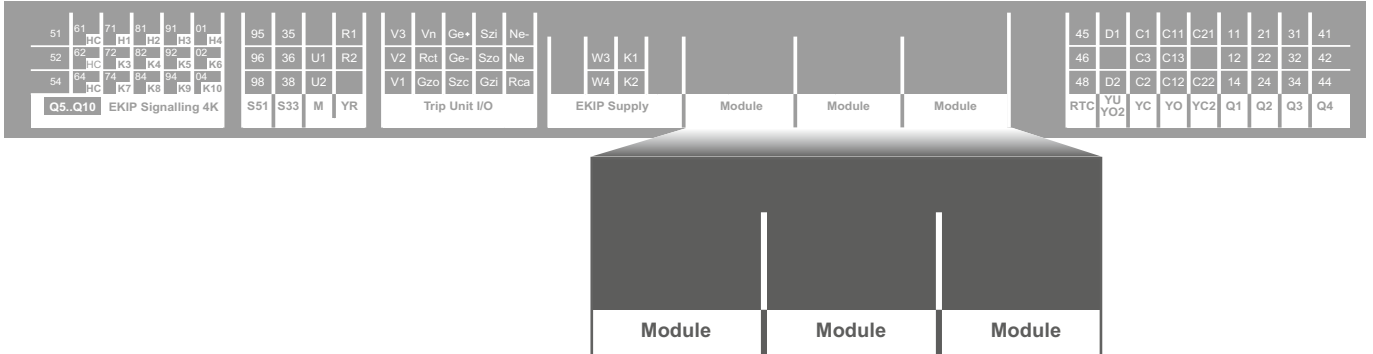 61 71 81 91 01
51 HC H1 H2 H3 H4 95 35 R1 V3 Vn Ge+ Szi Ne- 45 D1 C1 C11 C21 11 21 31 41
62 72 82 92 02
52 HC K3 K4 K5 K6 96 36 U1 R2 V2 Rct Ge- Szo Ne W3 K1 46 C3 C13 12 22 32 42
64 74 84 94 04
54 HC K7 K8 K9 K10 98 38 U2 V1 Gzo Szc Gzi Rca W4 K2 48 D2 C2 C12 C22 14 24 34 44
Q5..Q10 EKIP Signalling 4K S51 S33 M YR Trip Unit I/O EKIP Supply Module Module Module RTC YU YO2 YC YO YC2 Q1 Q2 Q3 Q4
Module Module Module